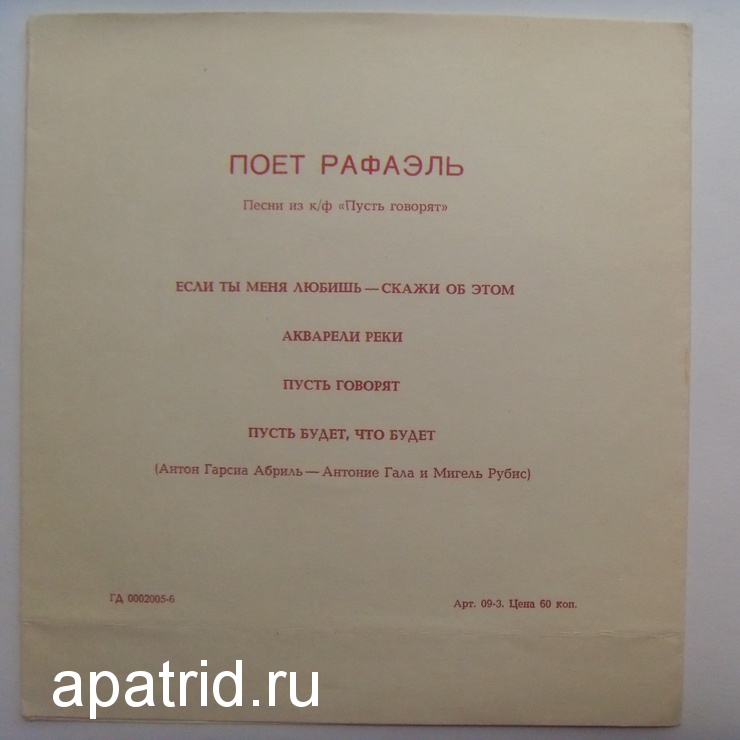 ПОЕТ РАФАЭЛЬ
Песни из к/ф «Пусть говорят»
ЕСЛИ ТЫ МЕНЯ ЛЮБИШЬ — СКАЖИ ОБ ЭТОМ
АКВАРЕЛИ РЕКИ
ПУСТЬ ГОВОРЯТ
ПУСТЬ БУДЕТ, ЧТО БУДЕТ
(Антон Гарсиа Абриль — Антоние Гала и Мигель Рубис)
ГД 0002005-6
Арт. 09-3. Цена 60 коп.
apatrid.ru